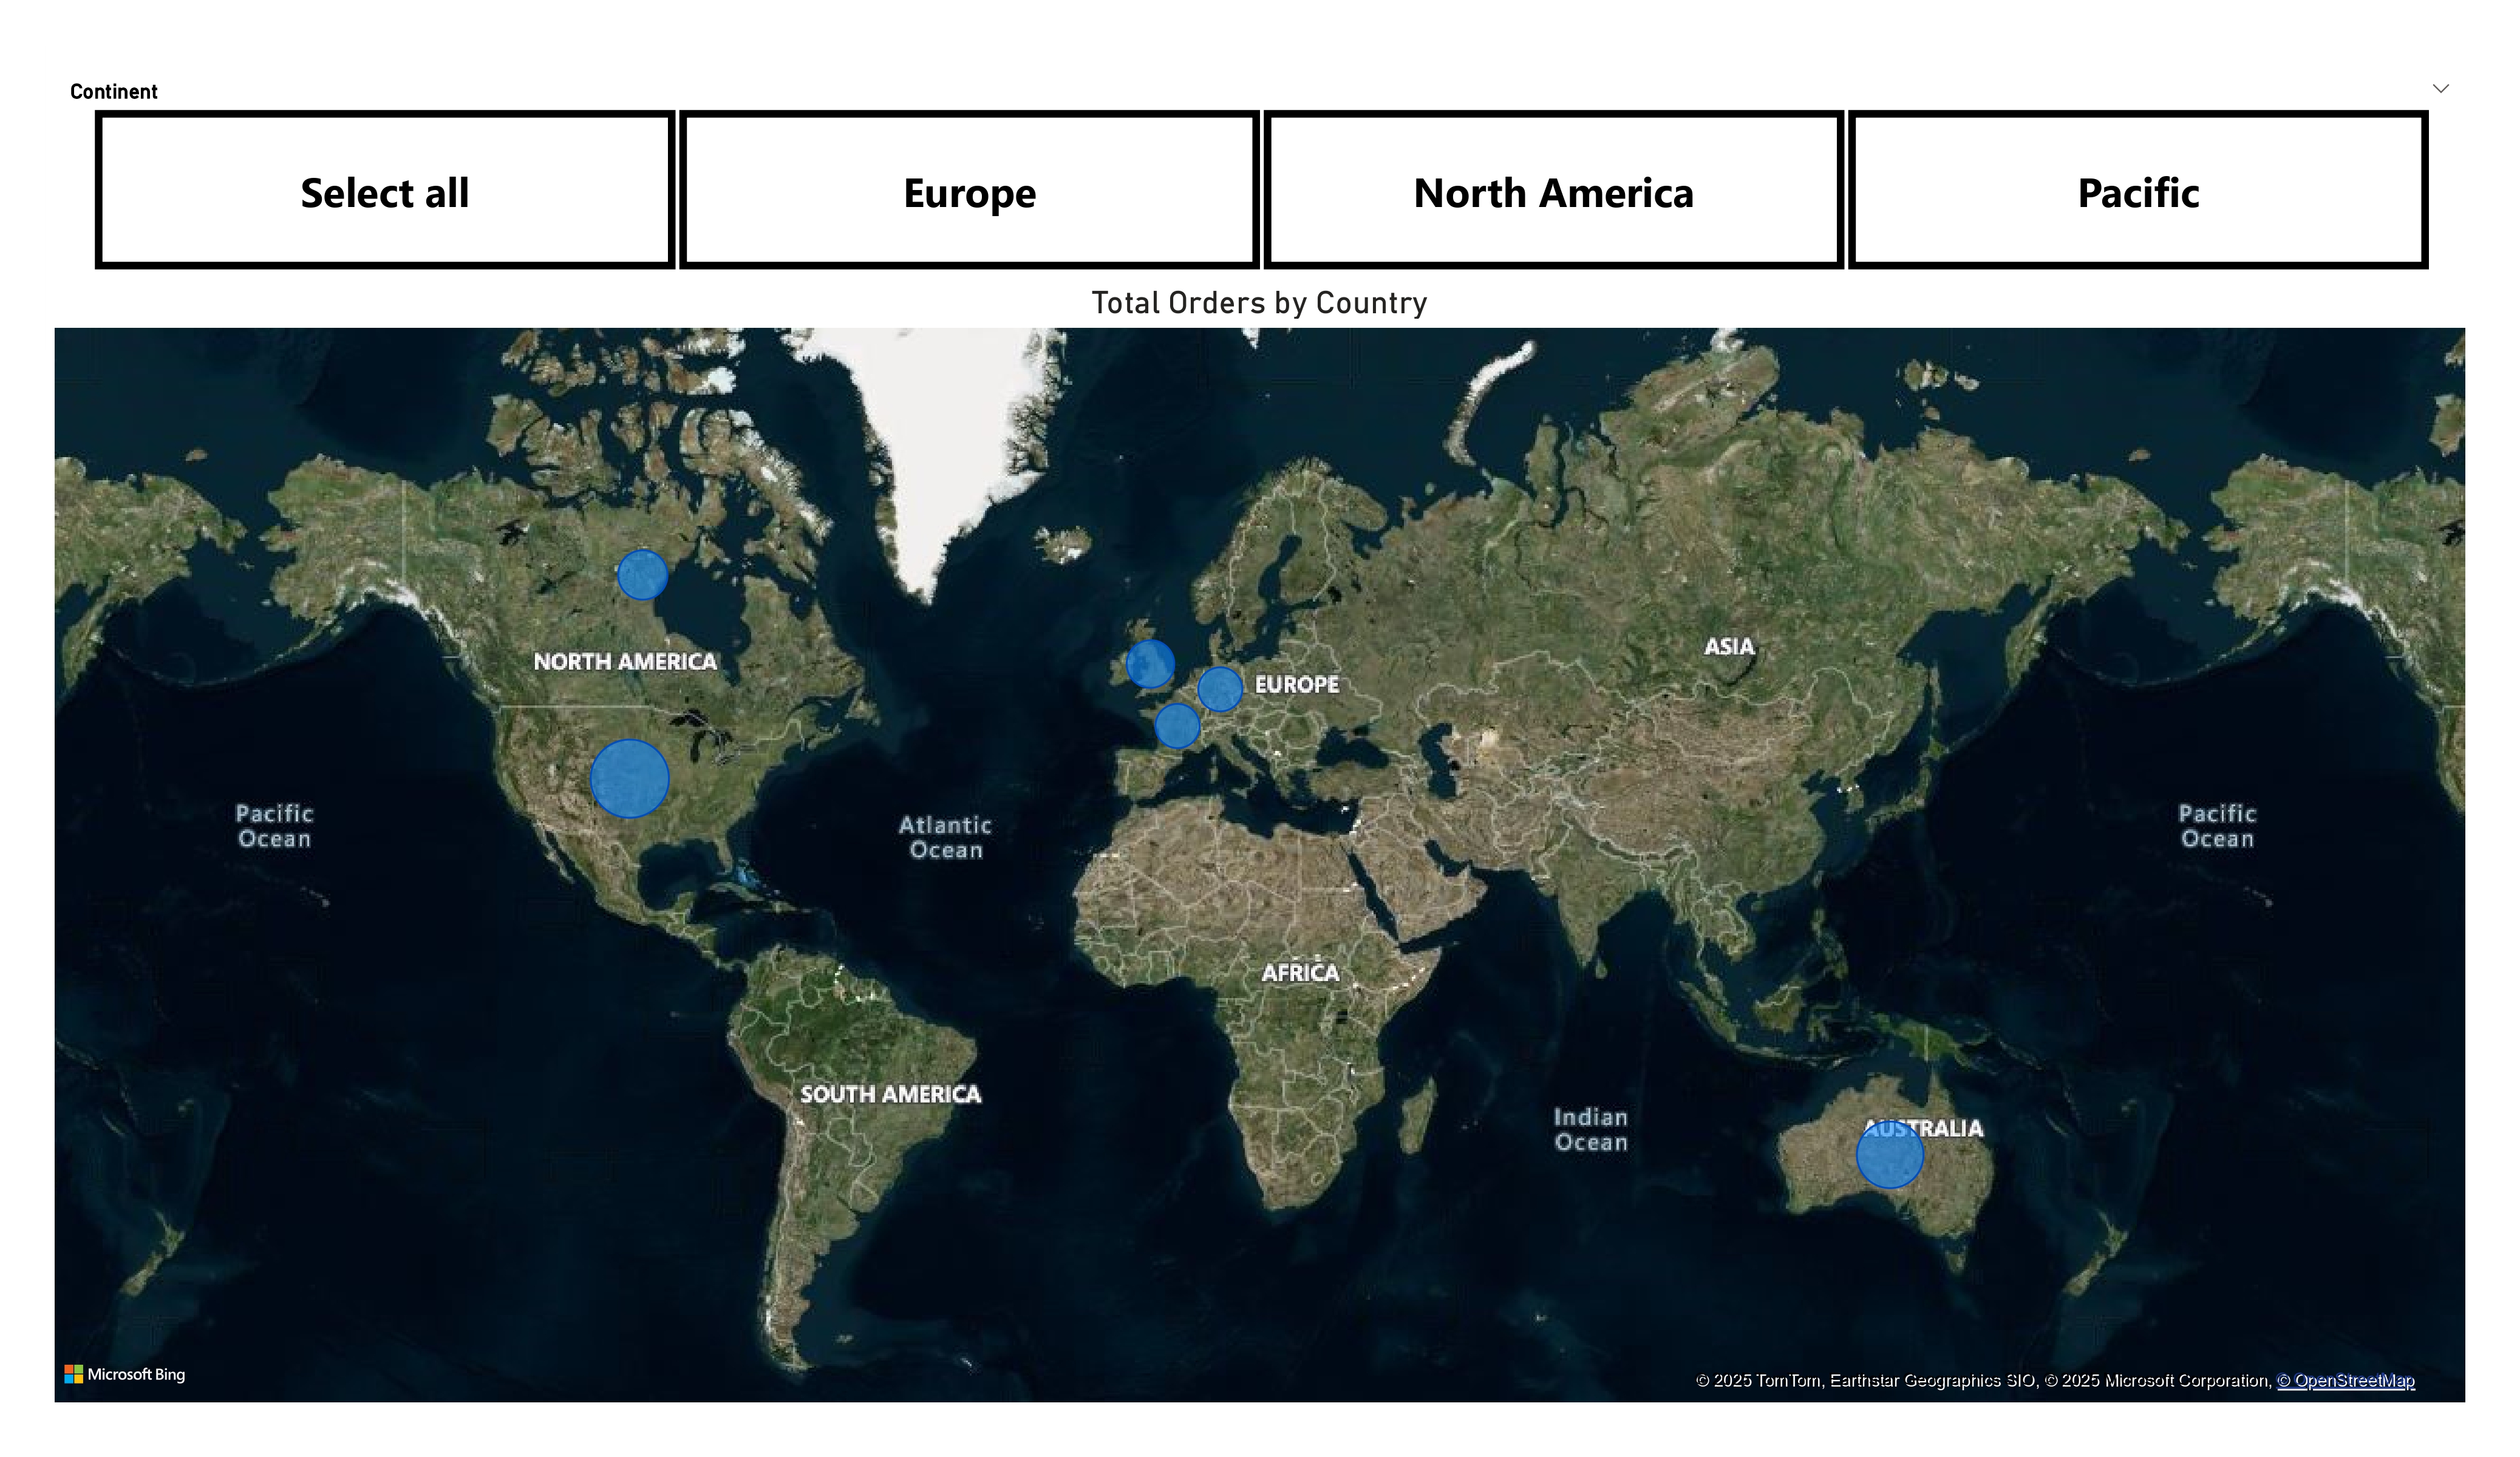 Continent
Select all
Europe
North America
Pacific
Total Orders by Country
NORTH AMERICA
ASIA
EUROPE
Pacific
Ocean
Atlantic
Ocean
Pacific
Ocean
AFRICA
SOUTH AMERICA
Indian
Ocean
AUSTRALIA
Microsoft Bing
© 2025 TomTom, Earthstar Geographics SIO, © 2025 Microsoft Corporation, © OpenStreetMap